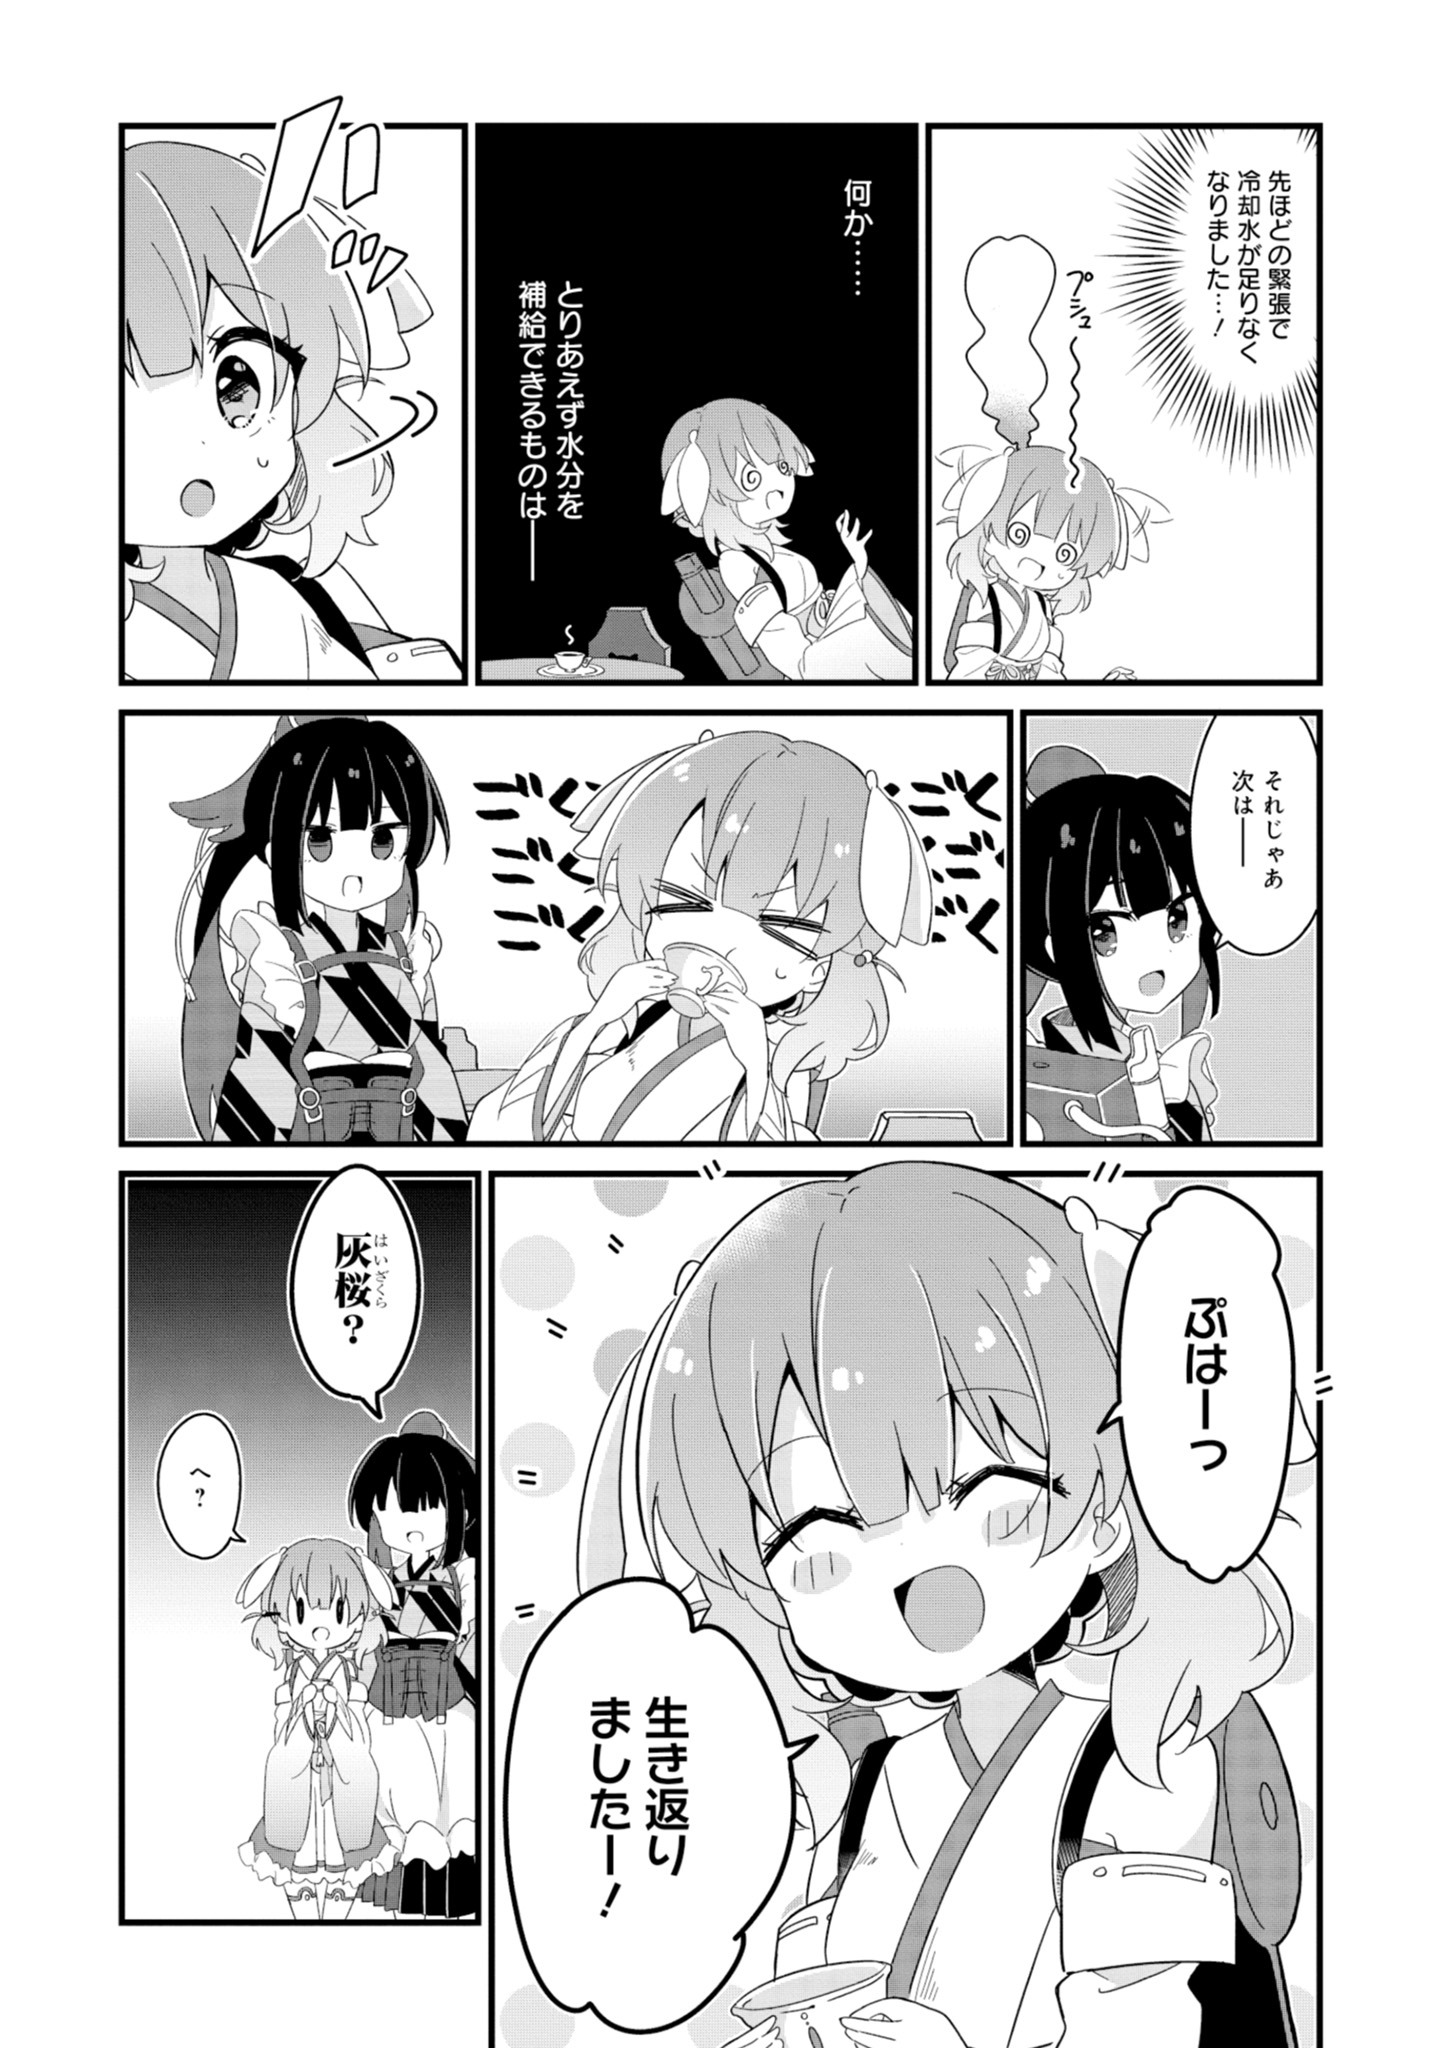 先ほどの緊張で
冷却水が足りなく
なりました…!
プシュ〜
何か……
とりあえず水分を
補給できるものは――
〜
バッ
それじゃあ
次は――
ごくごくごく
ごくごくごく
ぷはーっ
生き返り
ましたー!
灰桜?
はいざくら
へ?